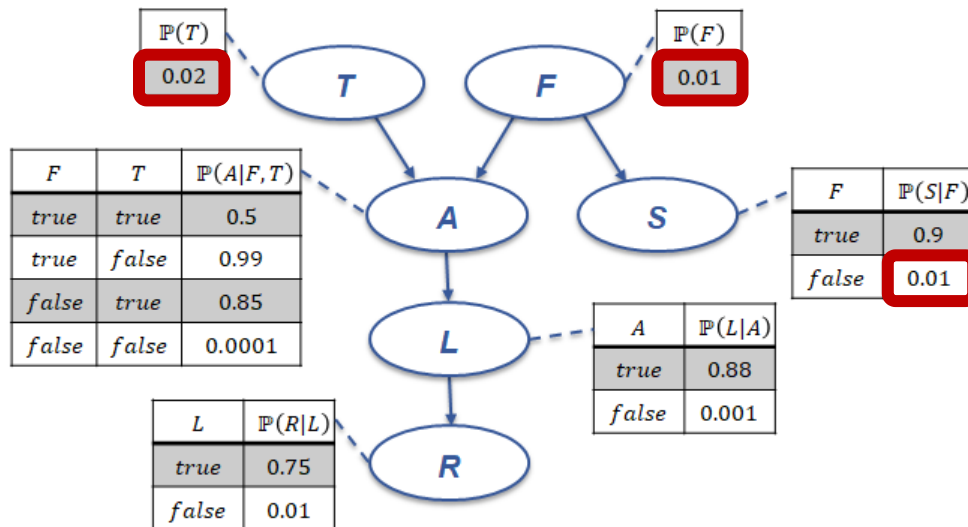 ℙ(T)
0.02
ℙ(F)
0.01
T
F
F T ℙ(A|F,T)
true true 0.5
true false 0.99
false true 0.85
false false 0.0001
A
S
F ℙ(S|F)
true 0.9
false 0.01
L
A ℙ(L|A)
true 0.88
false 0.001
L ℙ(R|L)
true 0.75
false 0.01
R